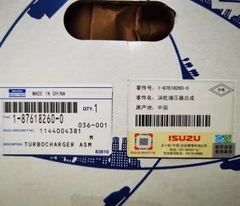 MADE IN CHINA
1-87618260-0
QTY. 1
036-001
1144004381
M
TURBOCHARGER ASM
83810
零件号: 1-87618260-0
零件名: 涡轮增压器总成
原产地: 中国
ISUZU